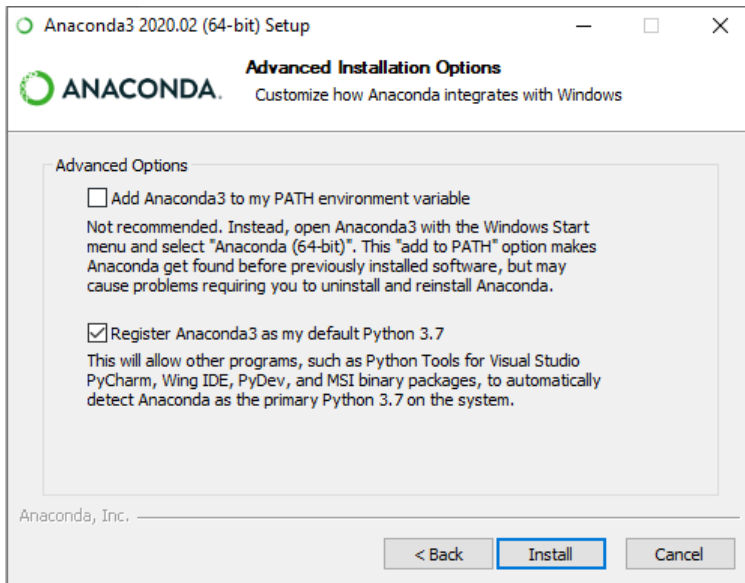 Anaconda3 2020.02 (64-bit) Setup
ANACONDA.
Advanced Installation Options
Customize how Anaconda integrates with Windows
Advanced Options
Add Anaconda3 to my PATH environment variable
Not recommended. Instead, open Anaconda3 with the Windows Start
menu and select "Anaconda (64-bit)". This "add to PATH" option makes
Anaconda get found before previously installed software, but may
cause problems requiring you to uninstall and reinstall Anaconda.
Register Anaconda3 as my default Python 3.7
This will allow other programs, such as Python Tools for Visual Studio
PyCharm, Wing IDE, PyDev, and MSI binary packages, to automatically
detect Anaconda as the primary Python 3.7 on the system.
Anaconda, Inc.
< Back
Install
Cancel